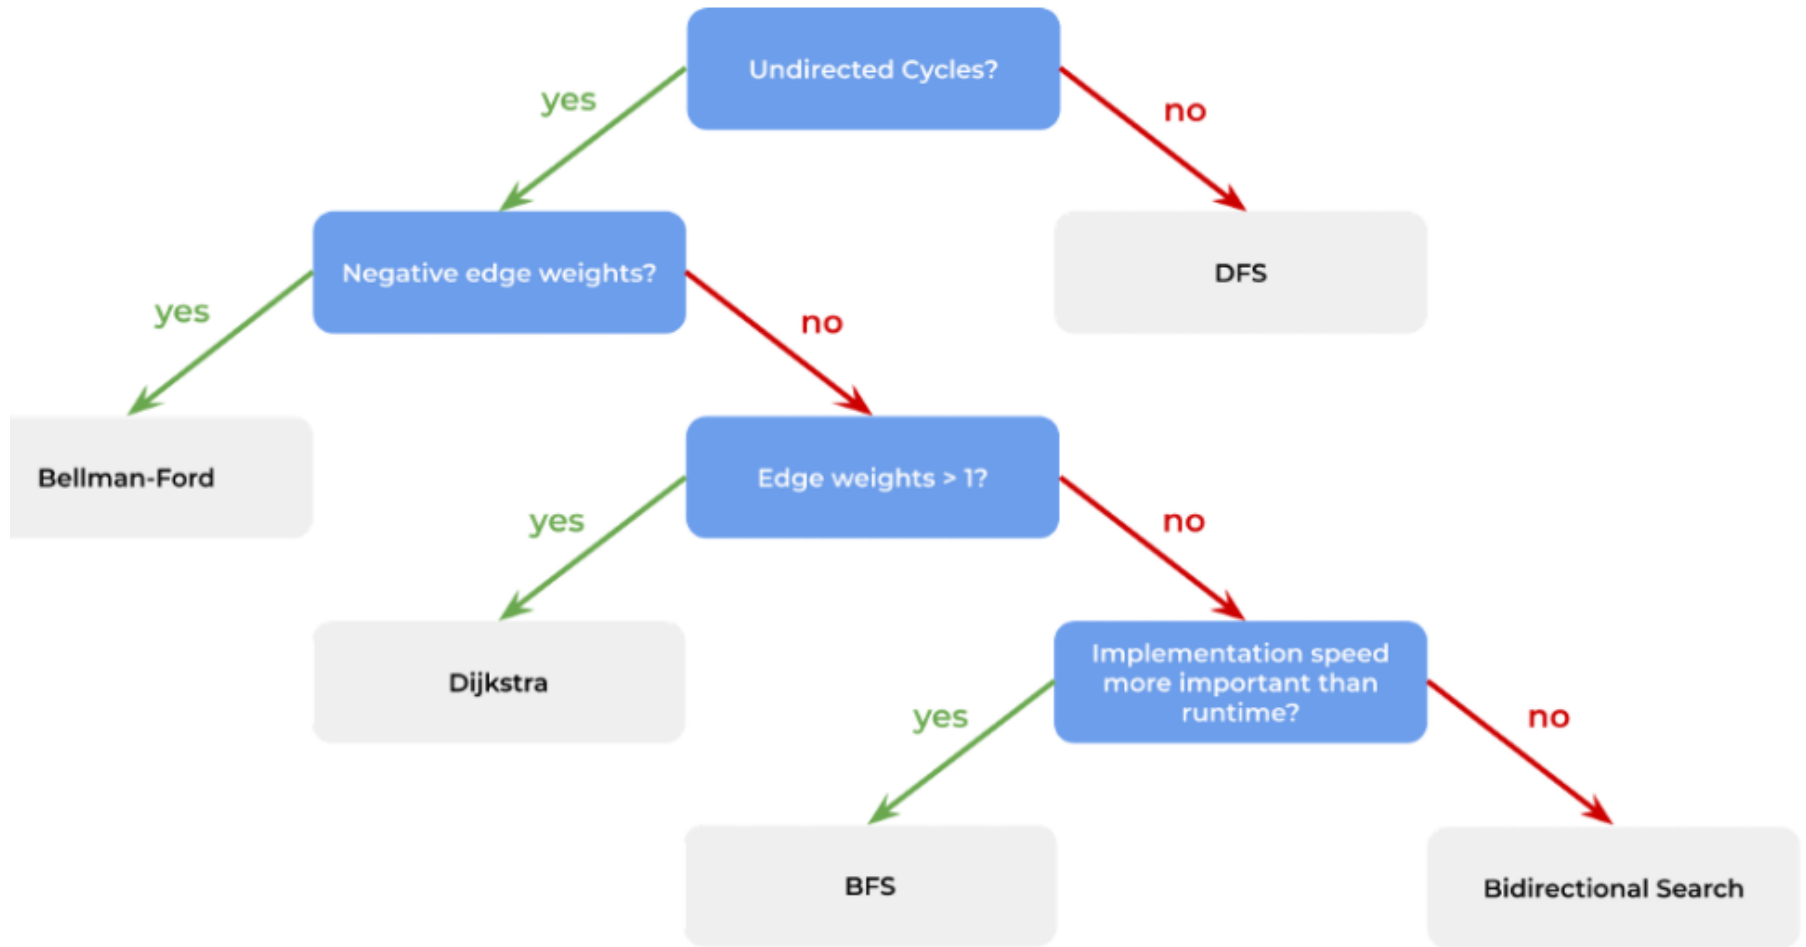 Undirected Cycles?
yes
no
Negative edge weights?
DFS
yes
no
Bellman-Ford
Edge weights > 1?
yes
no
Dijkstra
Implementation speed
more important than
runtime?
yes
no
BFS
Bidirectional Search